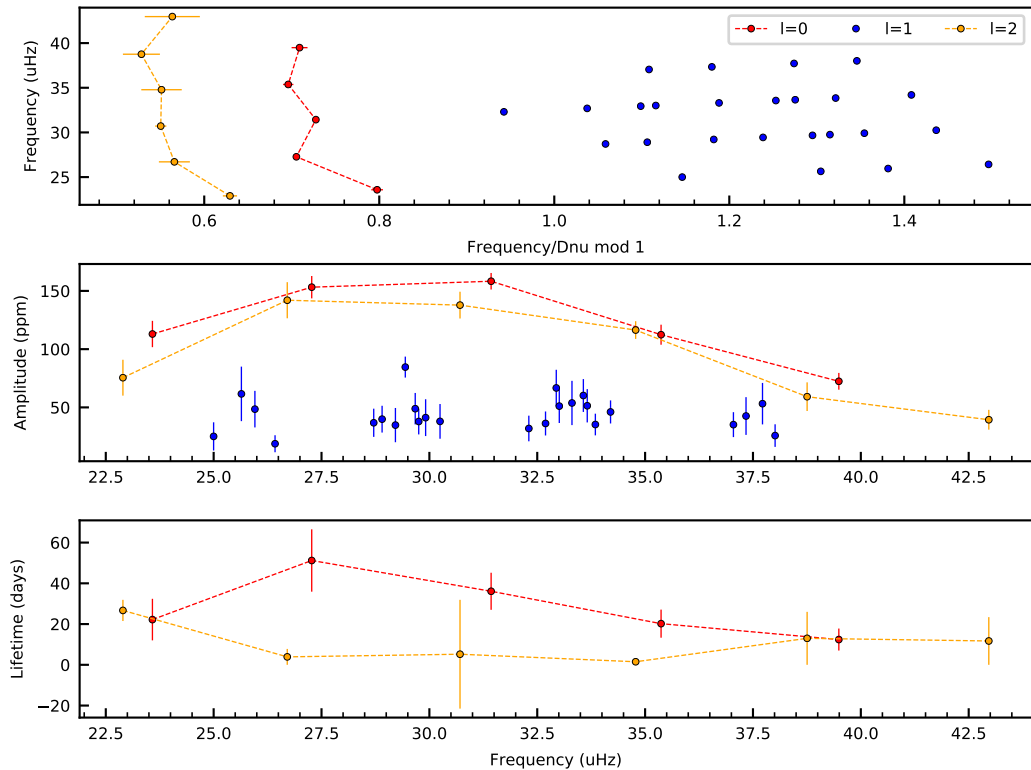 l=0 l=1 l=2
Frequency (uHz)
40
35
30
25
0.6 0.8 1.0 1.2 1.4
Frequency/Dnu mod 1
Amplitude (ppm)
150
100
50
22.5 25.0 27.5 30.0 32.5 35.0 37.5 40.0 42.5
Lifetime (days)
60
40
20
0
−20
22.5 25.0 27.5 30.0 32.5 35.0 37.5 40.0 42.5
Frequency (uHz)